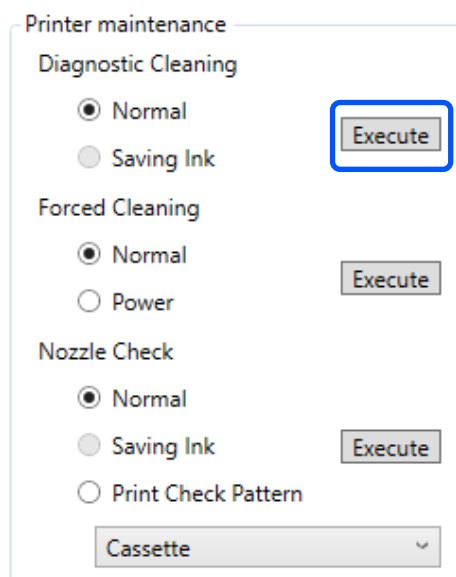 Printer maintenance
Diagnostic Cleaning
Normal
Execute
Saving Ink
Forced Cleaning
Normal
Execute
Power
Nozzle Check
Normal
Saving Ink
Execute
Print Check Pattern
Cassette